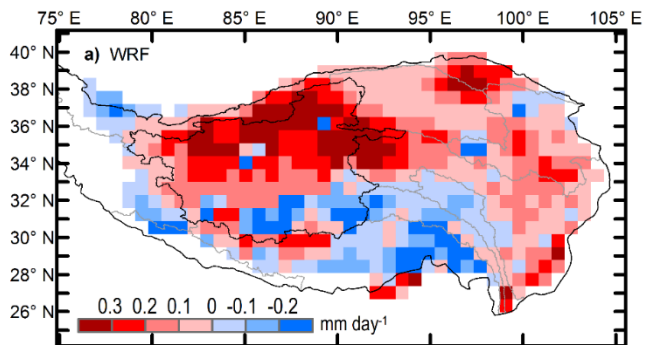 75° E 80° E 85° E 90° E 95° E 100° E 105° E
40° N
a) WRF
38° N
36° N
34° N
32° N
30° N
28° N
26° N
0.3 0.2 0.1 0 -0.1 -0.2 mm day-1